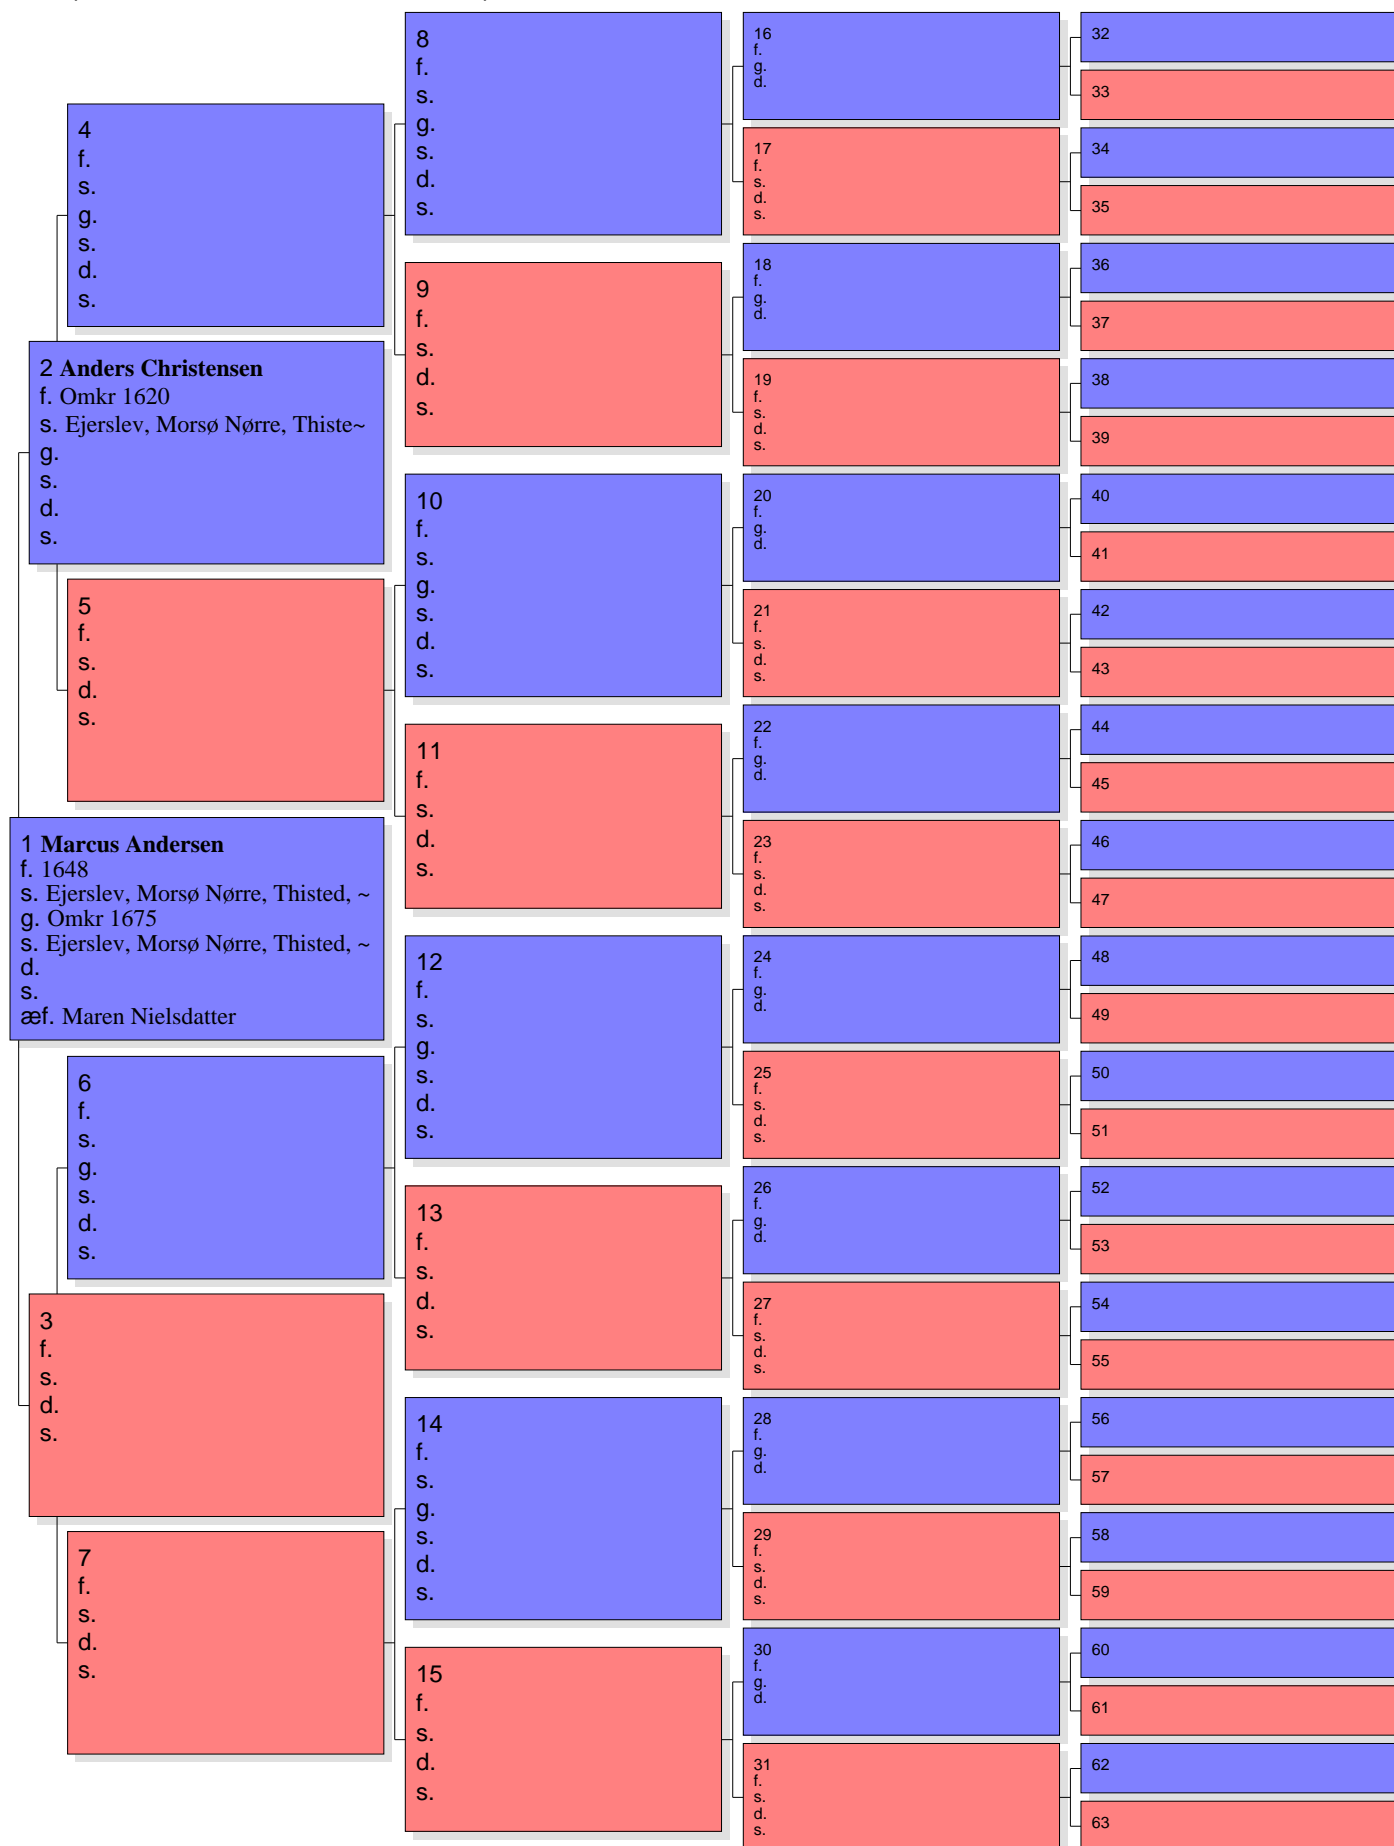 4
f.
s.
g.
s.
d.
s.
2 Anders Christensen
f. Omkr 1620
s. Ejerslev, Morsø Nørre, Thiste~
g.
s.
d.
s.
5
f.
s.
d.
s.
1 Marcus Andersen
f. 1648
s. Ejerslev, Morsø Nørre, Thisted, ~
g. Omkr 1675
s. Ejerslev, Morsø Nørre, Thisted, ~
d.
s.
æf. Maren Nielsdatter
6
f.
s.
g.
s.
d.
s.
3
f.
s.
d.
s.
7
f.
s.
d.
s.
8
f.
s.
g.
s.
d.
s.
9
f.
s.
d.
s.
10
f.
s.
g.
s.
d.
s.
11
f.
s.
d.
s.
12
f.
s.
g.
s.
d.
s.
13
f.
s.
d.
s.
14
f.
s.
g.
s.
d.
s.
15
f.
s.
d.
s.
16
f.
g.
d.
17
f.
s.
d.
s.
18
f.
g.
d.
19
f.
s.
d.
s.
20
f.
g.
d.
21
f.
s.
d.
s.
22
f.
g.
d.
23
f.
s.
d.
s.
24
f.
g.
d.
25
f.
s.
d.
s.
26
f.
g.
d.
27
f.
s.
d.
s.
28
f.
g.
d.
29
f.
s.
d.
s.
30
f.
g.
d.
31
f.
s.
d.
s.
32
33
34
35
36
37
38
39
40
41
42
43
44
45
46
47
48
49
50
51
52
53
54
55
56
57
58
59
60
61
62
63